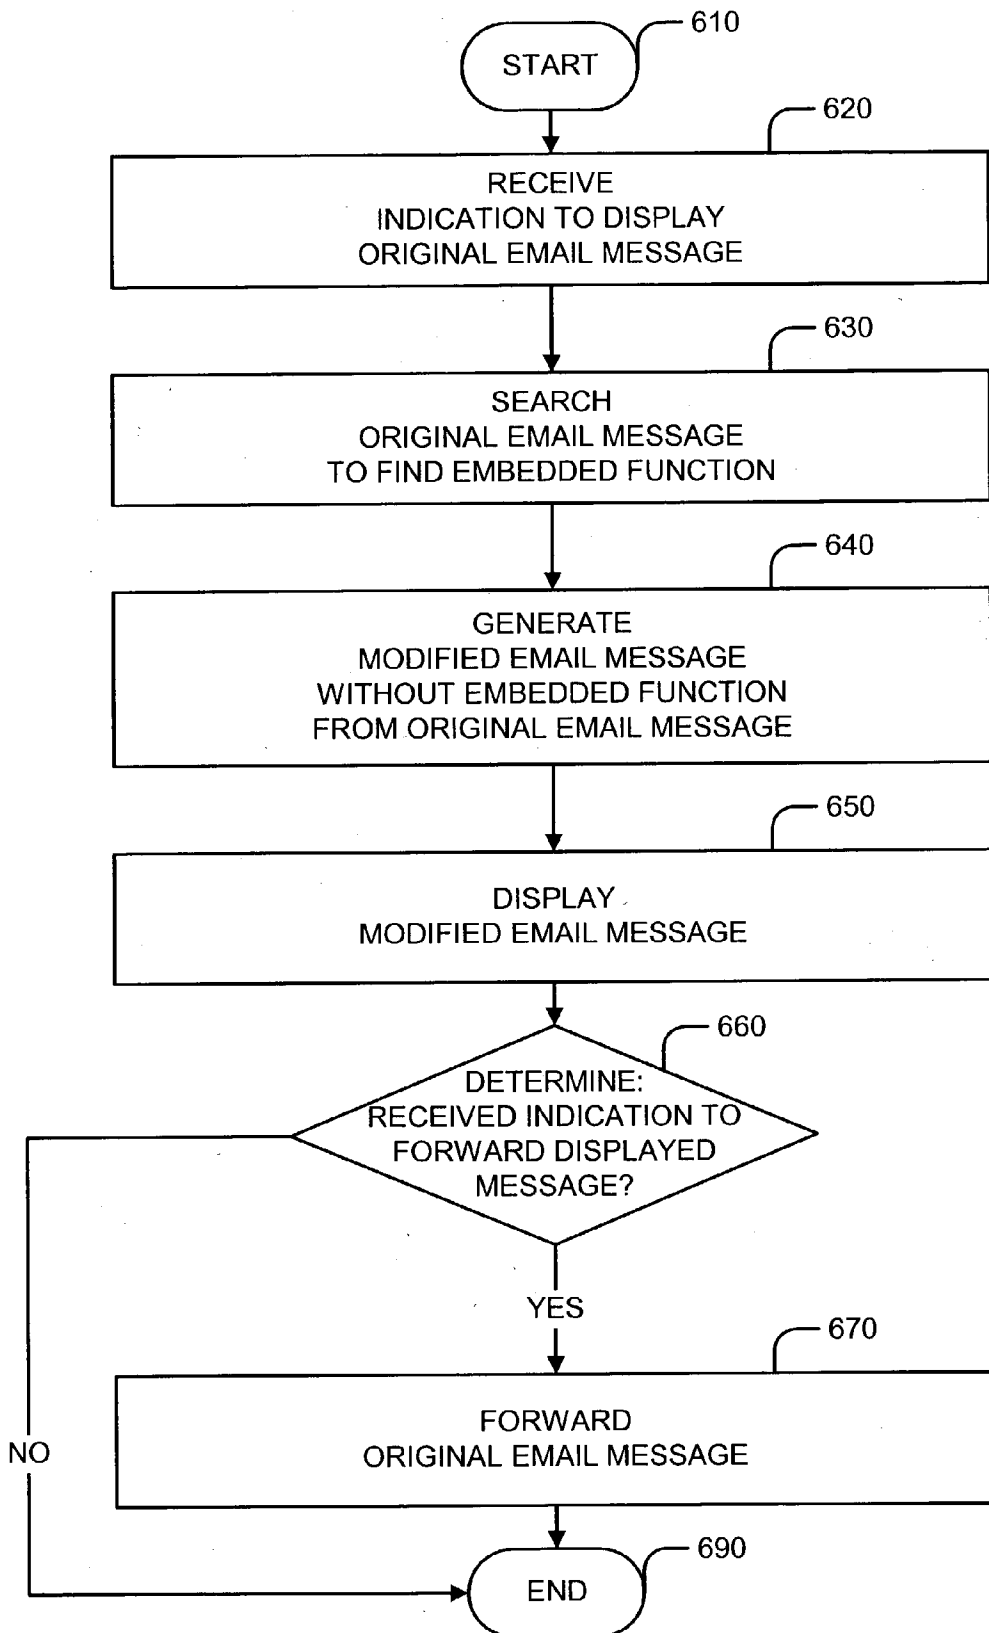 610
START
620
RECEIVE
INDICATION TO DISPLAY
ORIGINAL EMAIL MESSAGE
630
SEARCH
ORIGINAL EMAIL MESSAGE
TO FIND EMBEDDED FUNCTION
640
GENERATE
MODIFIED EMAIL MESSAGE
WITHOUT EMBEDDED FUNCTION
FROM ORIGINAL EMAIL MESSAGE
650
DISPLAY
MODIFIED EMAIL MESSAGE
660
DETERMINE:
RECEIVED INDICATION TO
FORWARD DISPLAYED
MESSAGE?
YES
670
FORWARD
ORIGINAL EMAIL MESSAGE
NO
690
END